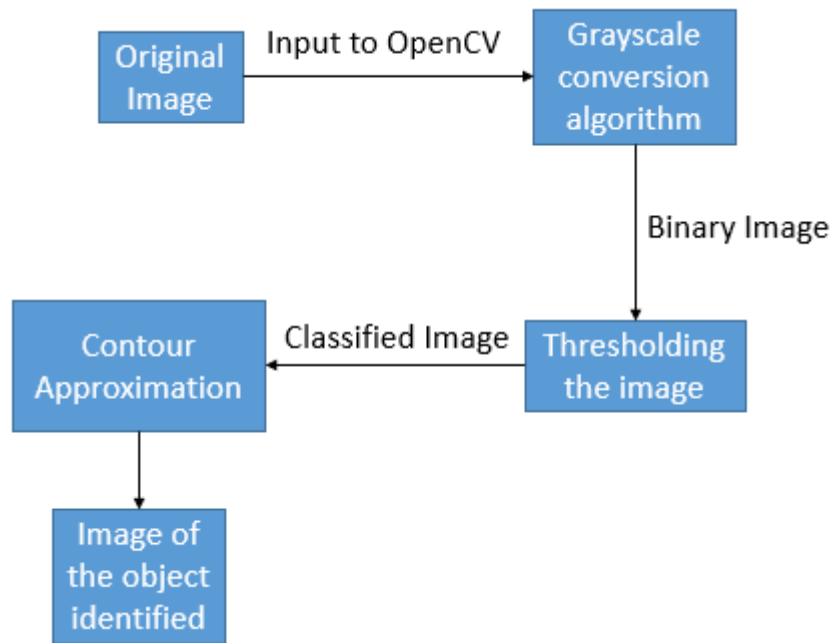 Original
Image
Input to OpenCV
Grayscale
conversion
algorithm
Binary Image
Thresholding
the image
Classified Image
Contour
Approximation
Image of
the object
identified